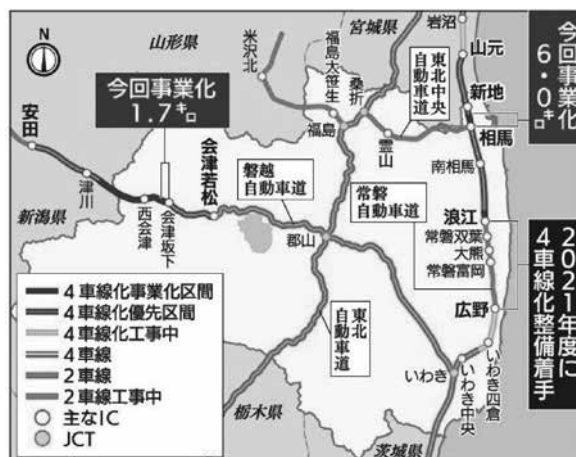 N
山形県
宮城県
岩沼
山元
新地
相馬
今回事業化
6・0㌔
米沢北
福島大笹生
桑折
東北中央
自動車道
今回事業化
1.7㌔
福島
霊山
南相馬
安田
津川
新潟県
西会津
会津坂下
会津若松
磐越
自動車道
常磐
自動車道
郡山
浪江
常磐双葉
大熊
常磐富岡
広野
2021年度に
4車線化整備着手
東北
自動車道
いわき
いわき中央
いわき四倉
栃木県
茨城県
4車線化事業化区間
4車線化優先区間
4車線化工事中
4車線
2車線
2車線工事中
主なIC
JCT